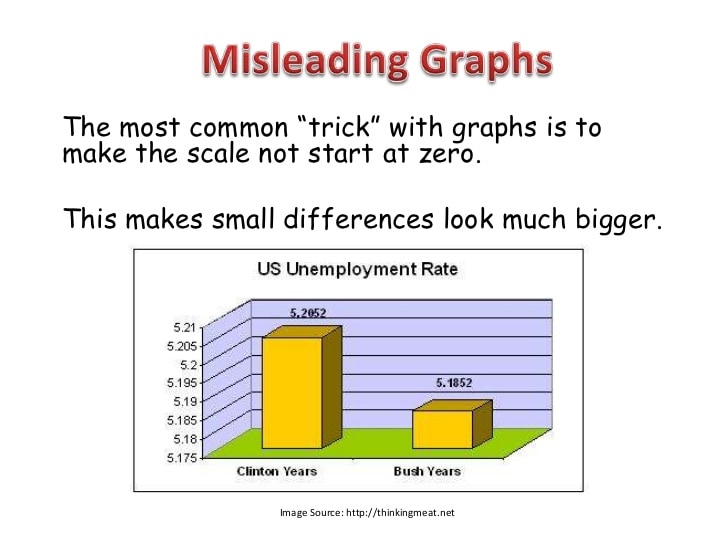 Misleading Graphs
The most common “trick” with graphs is to
make the scale not start at zero.
This makes small differences look much bigger.
US Unemployment Rate
5.2052
5.21
5.205
5.2
5.195
5.19
5.185
5.18
5.175
5.1852
Clinton Years
Bush Years
Image Source: http://thinkingmeat.net